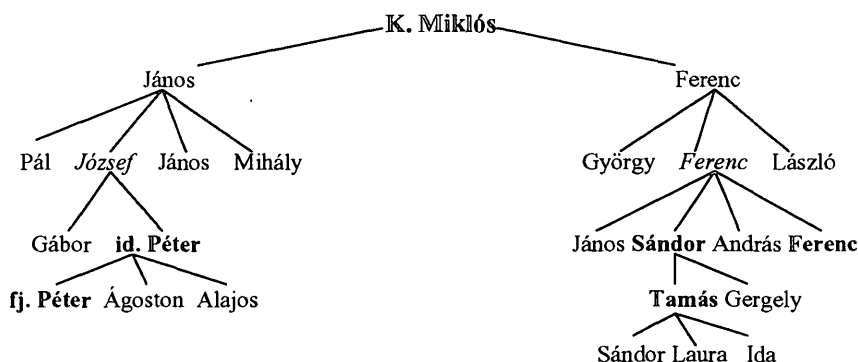 K. Miklós
János Ferenc
Pál József János Mihály György Ferenc László
Gábor id. Péter János Sándor András Ferenc
fj. Péter Ágoston Alajos Tamás Gergely
Sándor Laura Ida